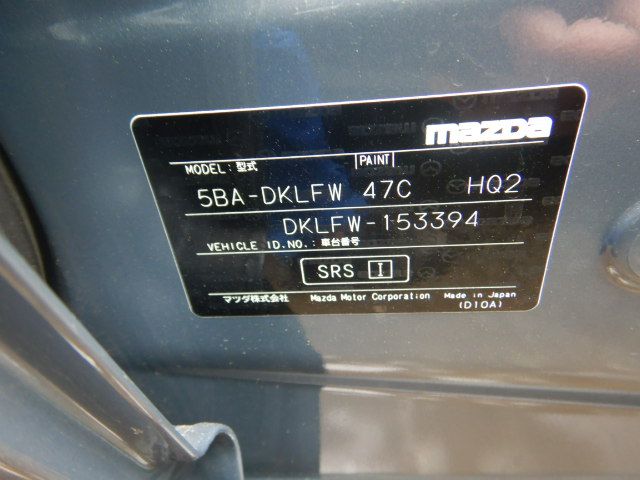 mazda
MODEL: 型式 PAINT
5BA-DKLFW 47C HQ2
DKLFW-153394
VEHICLE ID.NO.: 車台番号
SRS I
マツダ株式会社 Mazda Motor Corporation Made in Japan
(D10A)